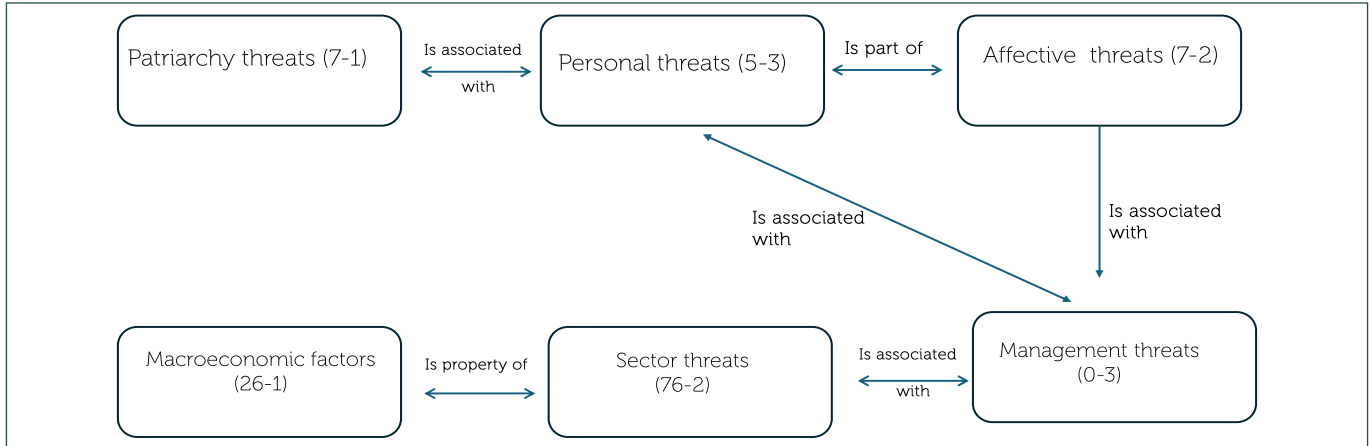 Patriarchy threats (7-1)
Is associated
with
Personal threats (5-3)
Is part of
Affective threats (7-2)
Is associated
with
Is associated
with
Macroeconomic factors
(26-1)
Is property of
Sector threats
(76-2)
Is associated
with
Management threats
(0-3)